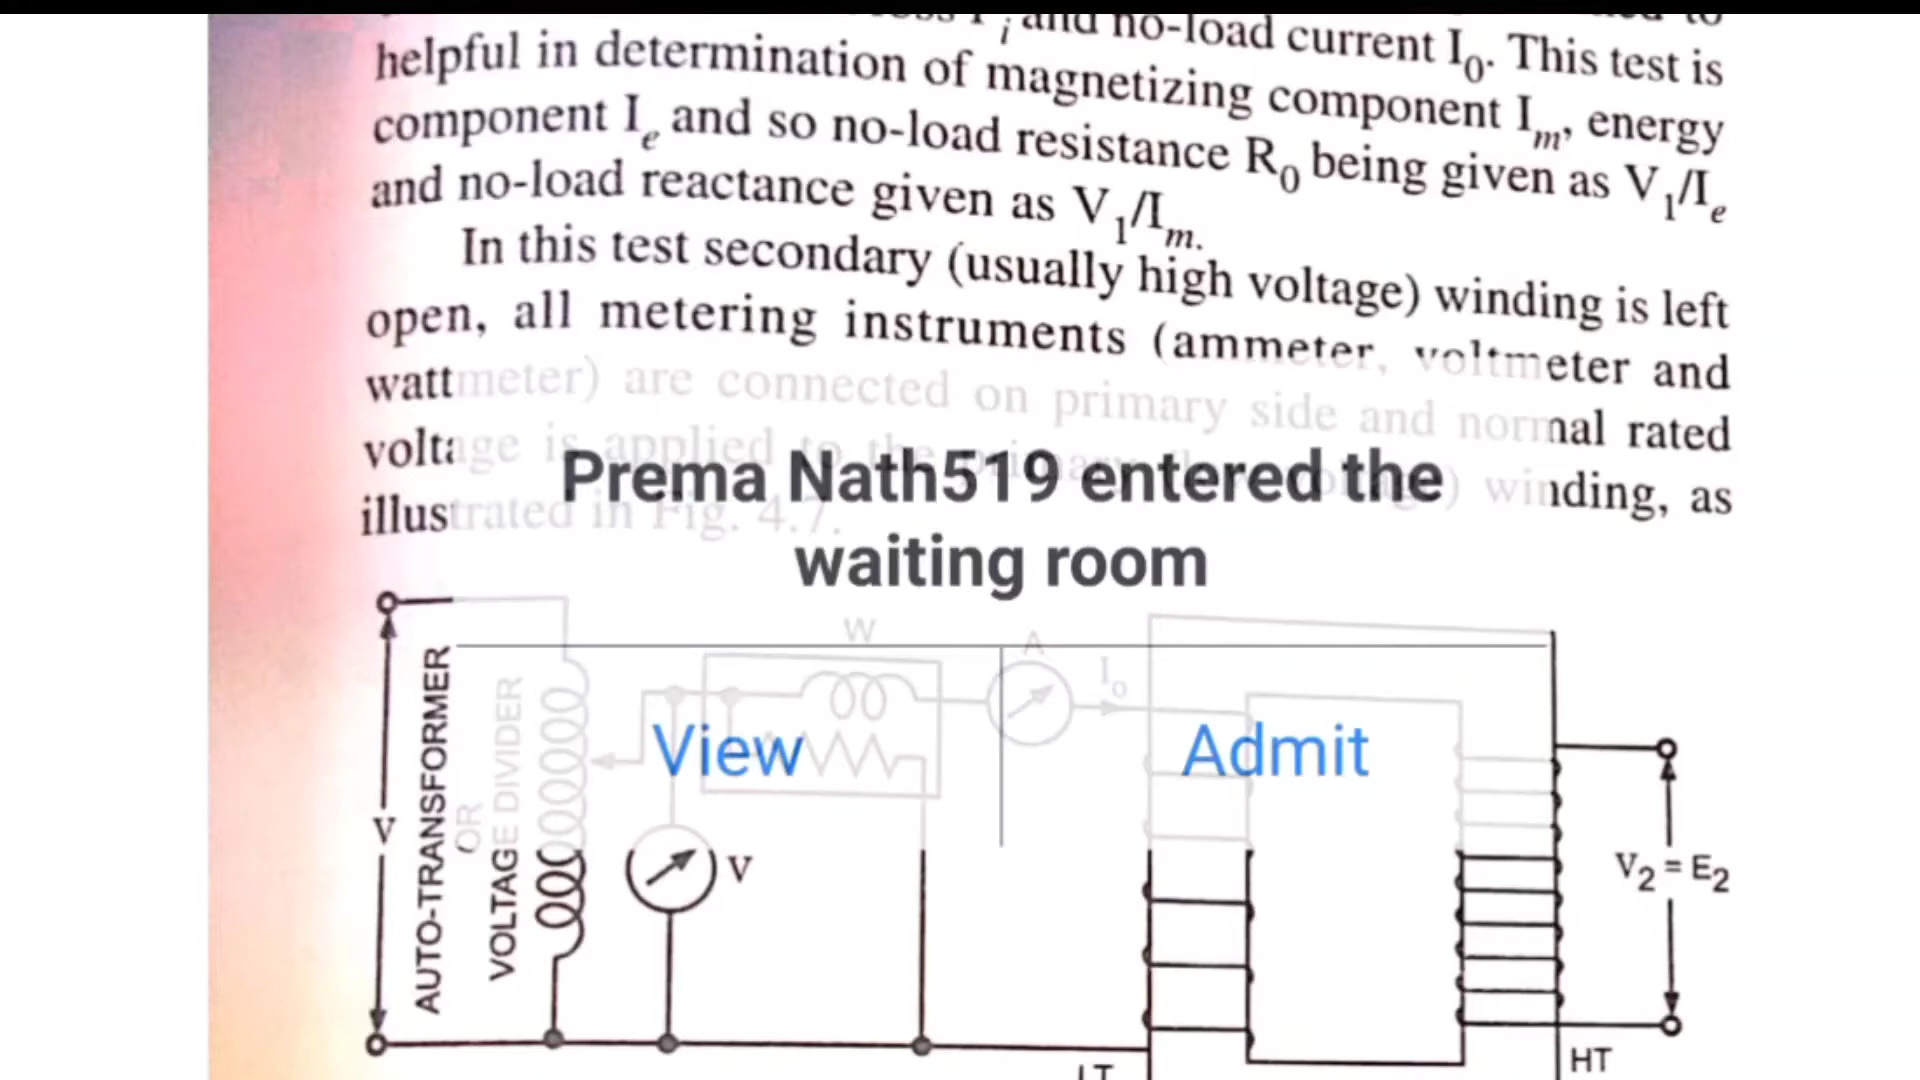 and no-load current I₀. This test is
helpful in determination of magnetizing component Iₘ, energy
component Iₑ and so no-load resistance R₀ being given as V₁/Iₑ
and no-load reactance given as V₁/Iₘ.
In this test secondary (usually high voltage) winding is left
open, all metering instruments (ammeter, voltmeter and
wattmeter) are connected on primary side and normal rated
voltage is applied to the primary (low voltage) winding, as
illustrated in Fig. 4.7.
Prema Nath519 entered the
waiting room
View
Admit
W
A
I₀
V
AUTO-TRANSFORMER
OR
VOLTAGE DIVIDER
V
V₂ = E₂
LT
HT